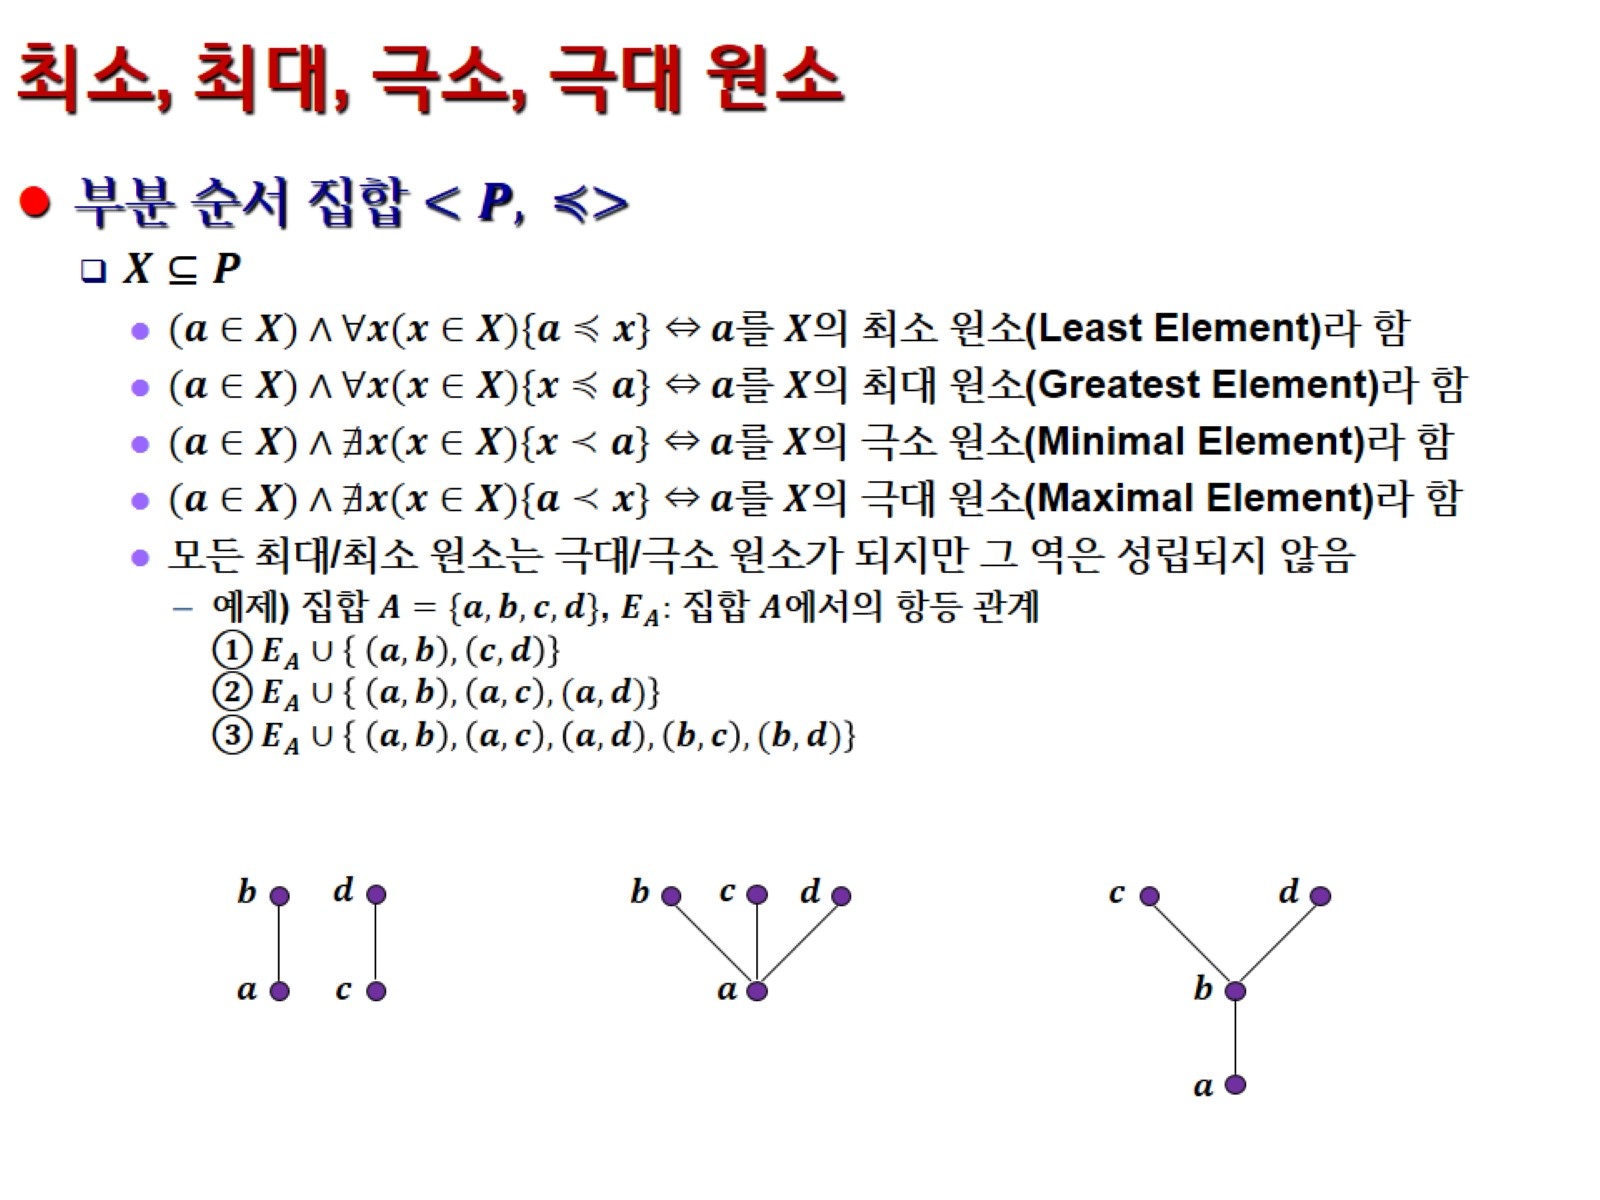 최소, 최대, 극소, 극대 원소
부분 순서 집합 < P, ≼>
X ⊆ P
(a ∈ X) ∧ ∀x(x ∈ X){a ≼ x} ⇔ a를 X의 최소 원소(Least Element)라 함
(a ∈ X) ∧ ∀x(x ∈ X){x ≼ a} ⇔ a를 X의 최대 원소(Greatest Element)라 함
(a ∈ X) ∧ ∄x(x ∈ X){x ≺ a} ⇔ a를 X의 극소 원소(Minimal Element)라 함
(a ∈ X) ∧ ∄x(x ∈ X){a ≺ x} ⇔ a를 X의 극대 원소(Maximal Element)라 함
모든 최대/최소 원소는 극대/극소 원소가 되지만 그 역은 성립되지 않음
– 예제) 집합 A = {a, b, c, d}, E_A: 집합 A에서의 항등 관계
① E_A ∪ { (a, b), (c, d)}
② E_A ∪ { (a, b), (a, c), (a, d)}
③ E_A ∪ { (a, b), (a, c), (a, d), (b, c), (b, d)}
b d b c d c d
a c a b
a